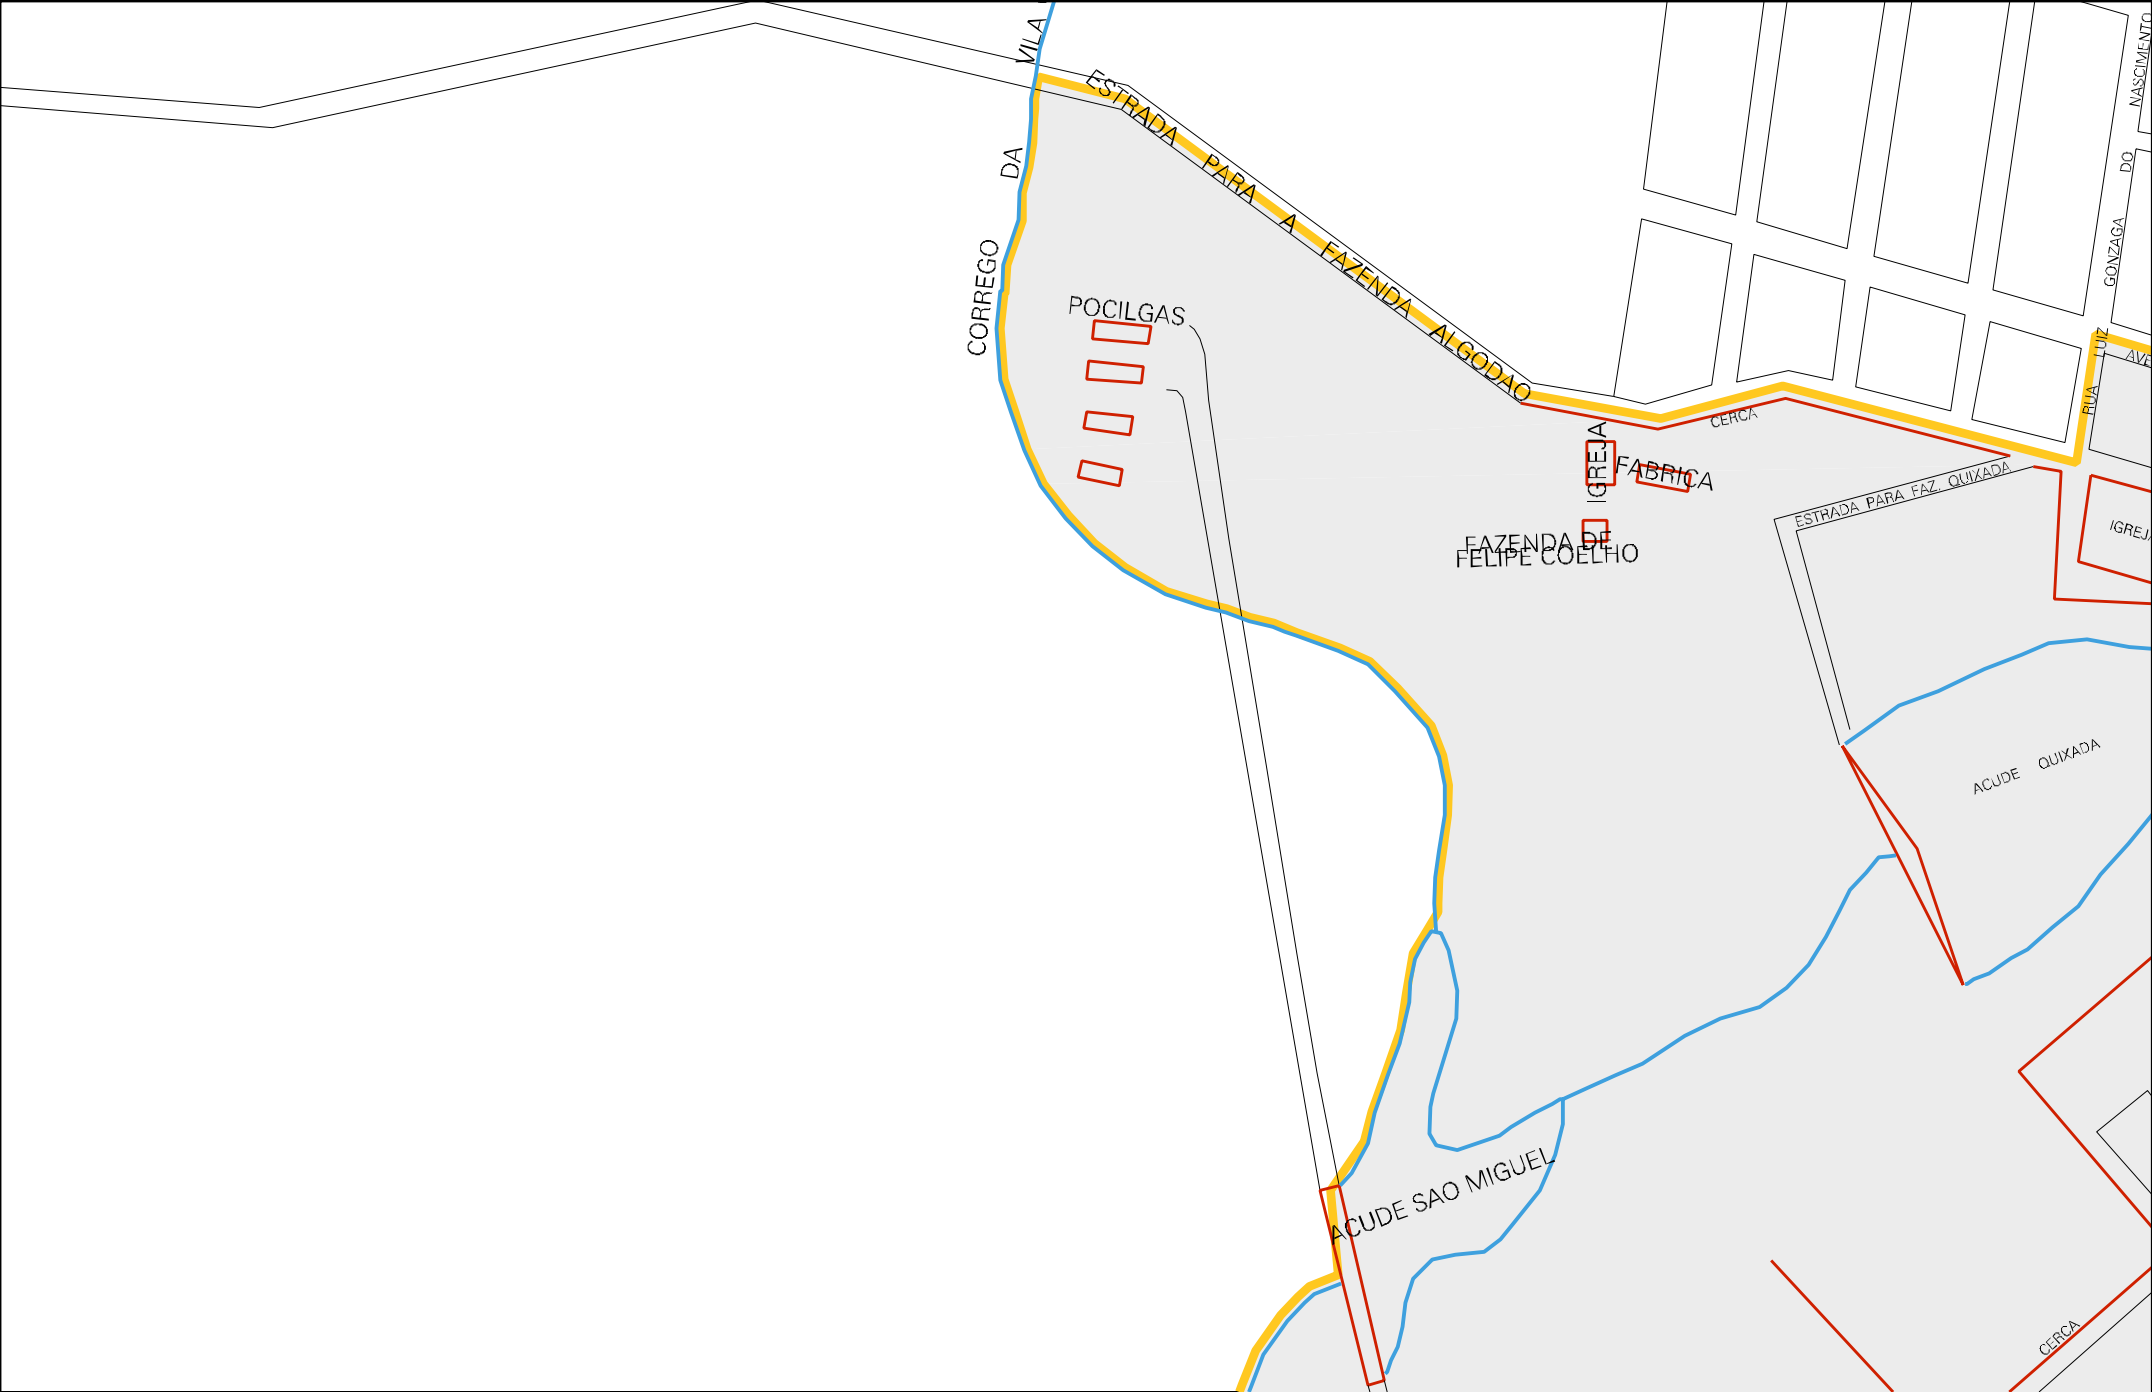 CORREGO DA VILA
ESTRADA PARA A FAZENDA ALGODAO
RUA LUIZ GONZAGA DO NASCIMENTO
POCILGAS
CERCA
IGREJA
FABRICA
ESTRADA PARA FAZ. QUIXADA
FAZENDA DE
FELIPE COELHO
IGREJA
ACUDE QUIXADA
ACUDE SAO MIGUEL
CERCA